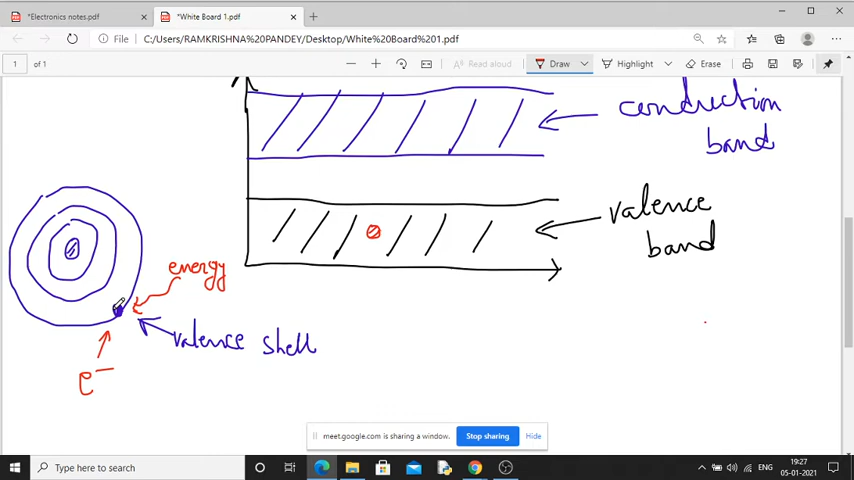 *Electronics notes.pdf
*White Board 1.pdf
File C:/Users/RAMKRISHNA%20PANDEY/Desktop/White%20Board%201.pdf
1 of 1
Read aloud
Draw
Highlight
Erase
conduction
band
valence
band
energy
valence shell
e⁻
meet.google.com is sharing a window.
Stop sharing
Hide
Type here to search
ENG
19:27
05-01-2021